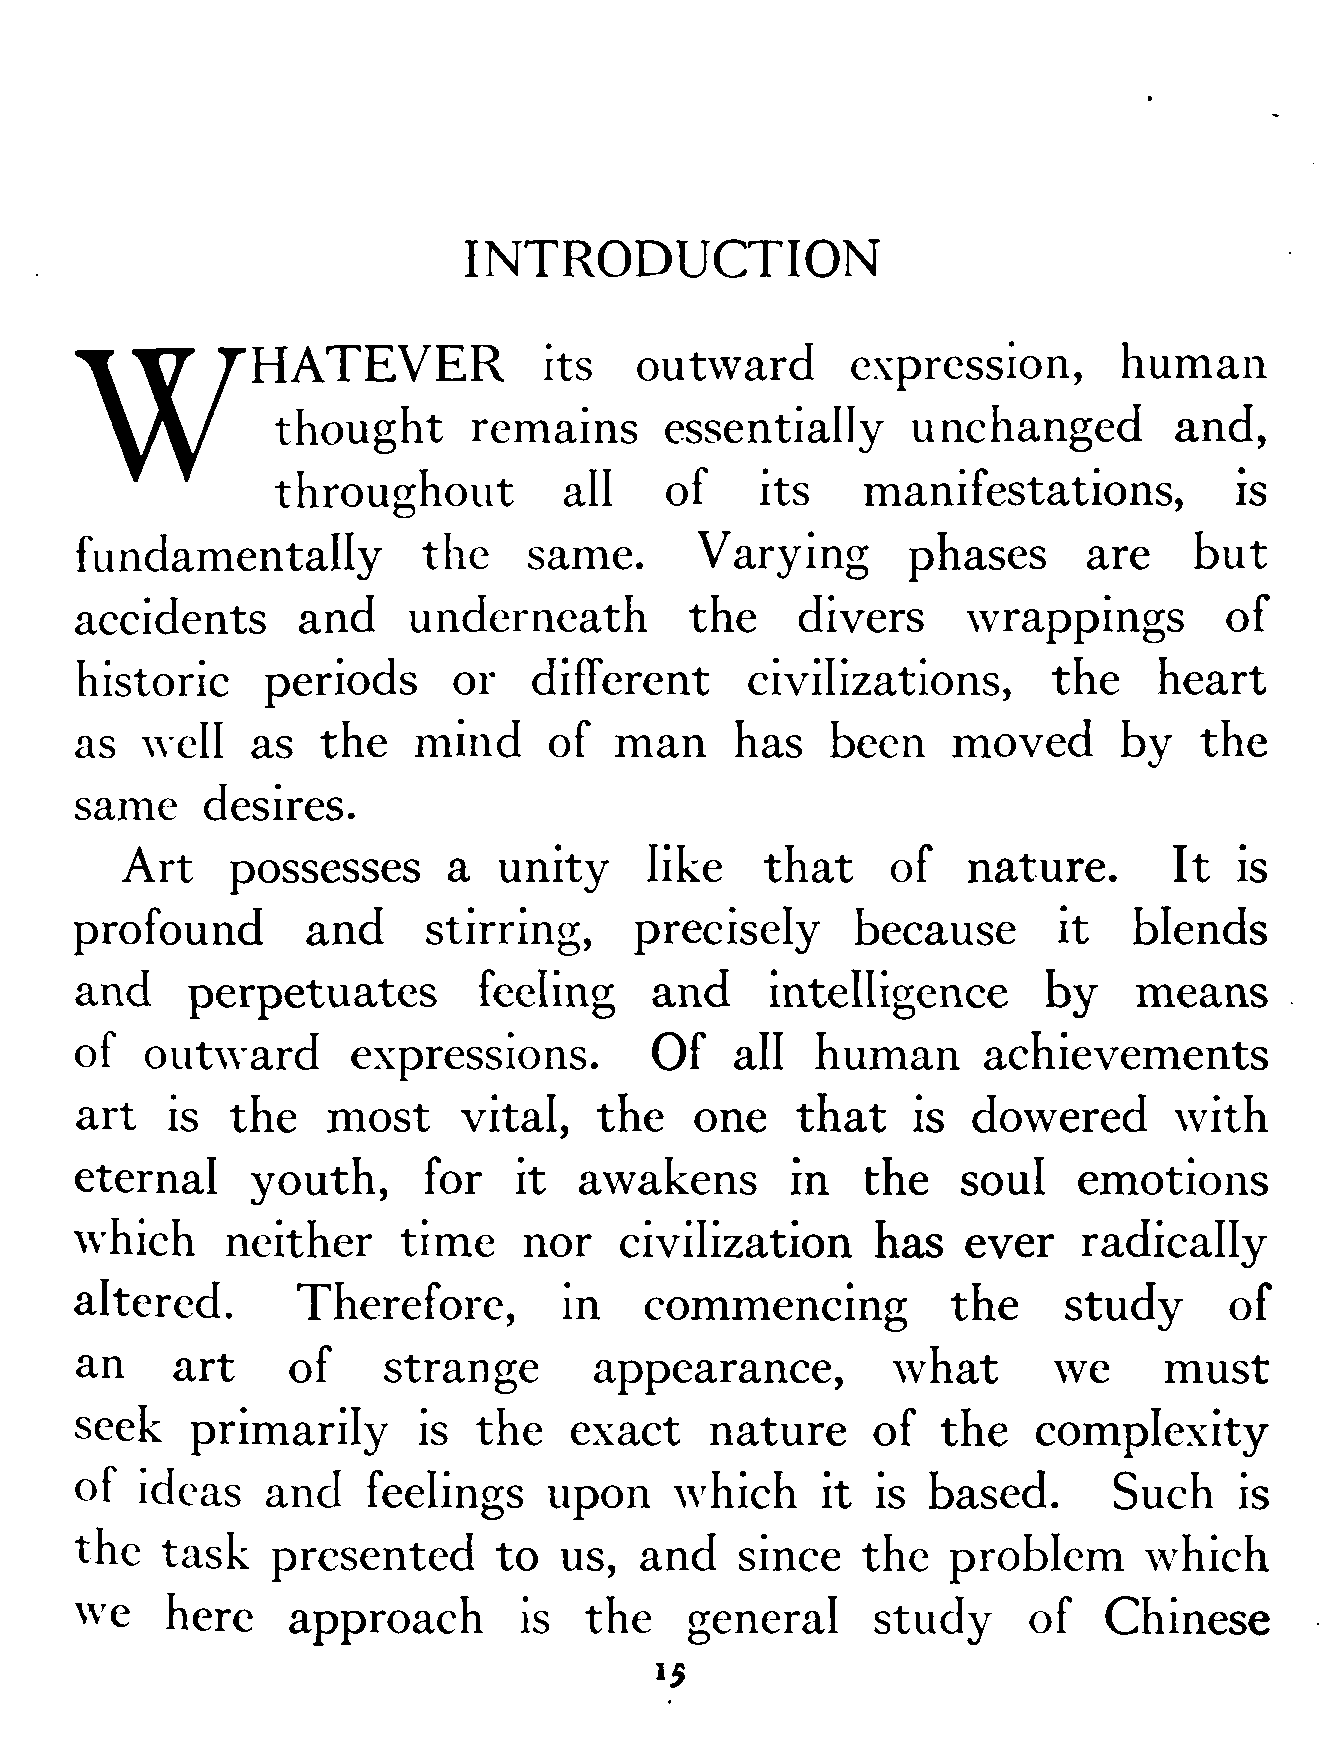 INTRODUCTION
WHATEVER its outward expression, human
thought remains essentially unchanged and,
throughout all of its manifestations, is
fundamentally the same. Varying phases are but
accidents and underneath the divers wrappings of
historic periods or different civilizations, the heart
as well as the mind of man has been moved by the
same desires.
Art possesses a unity like that of nature. It is
profound and stirring, precisely because it blends
and perpetuates feeling and intelligence by means
of outward expressions. Of all human achievements
art is the most vital, the one that is dowered with
eternal youth, for it awakens in the soul emotions
which neither time nor civilization has ever radically
altered. Therefore, in commencing the study of
an art of strange appearance, what we must
seek primarily is the exact nature of the complexity
of ideas and feelings upon which it is based. Such is
the task presented to us, and since the problem which
we here approach is the general study of Chinese
15